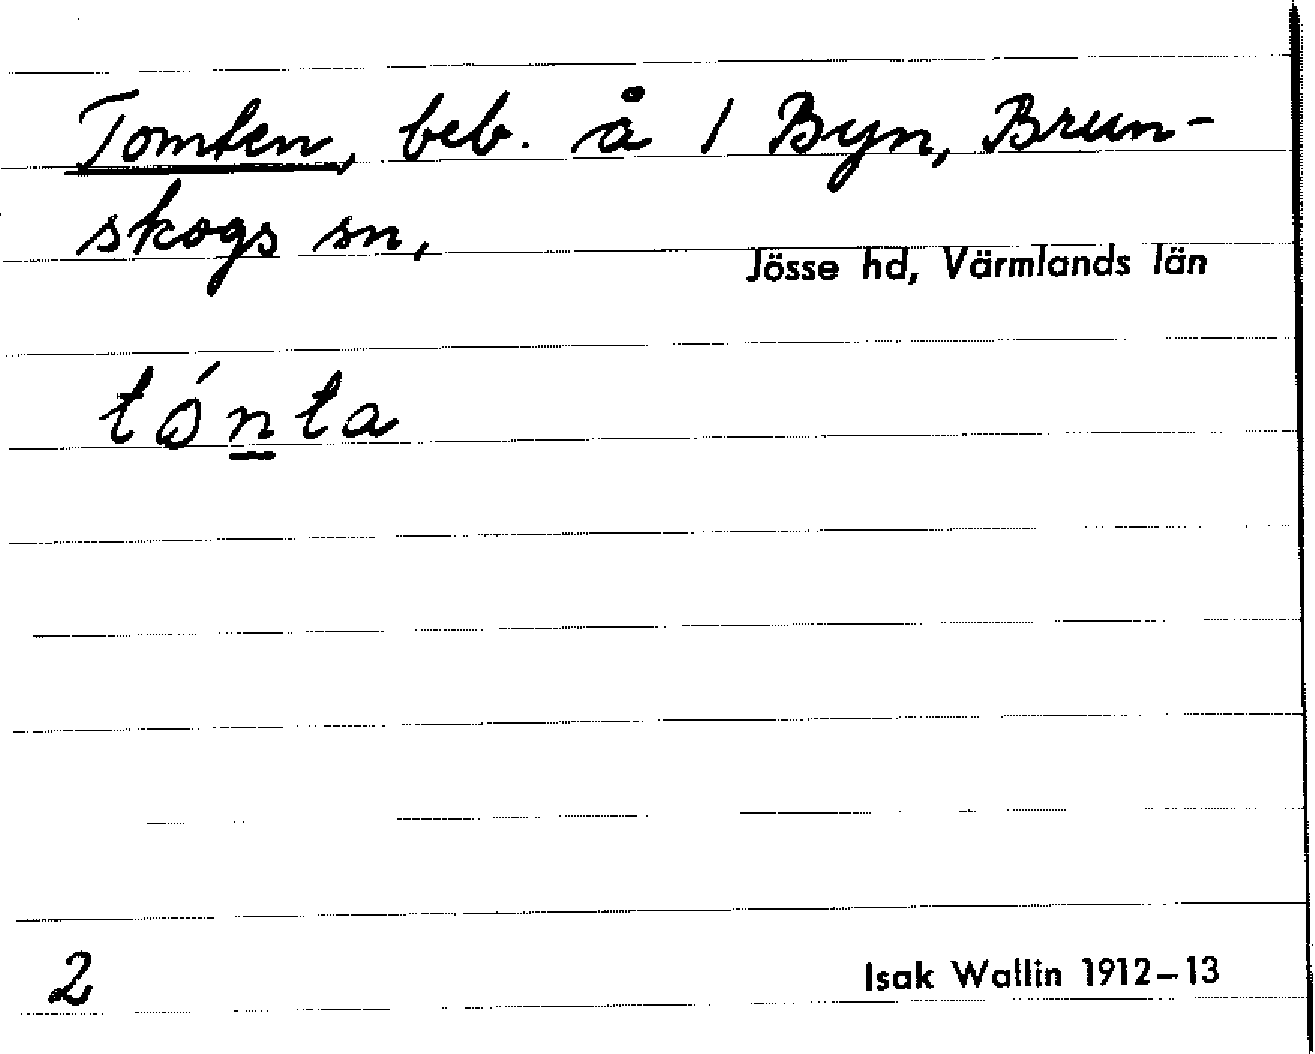 Tomten, beb. å 1 Byn, Brun-
skogs sn,
Jösse hd, Värmlands län
tónta
2
Isak Wallin 1912–13